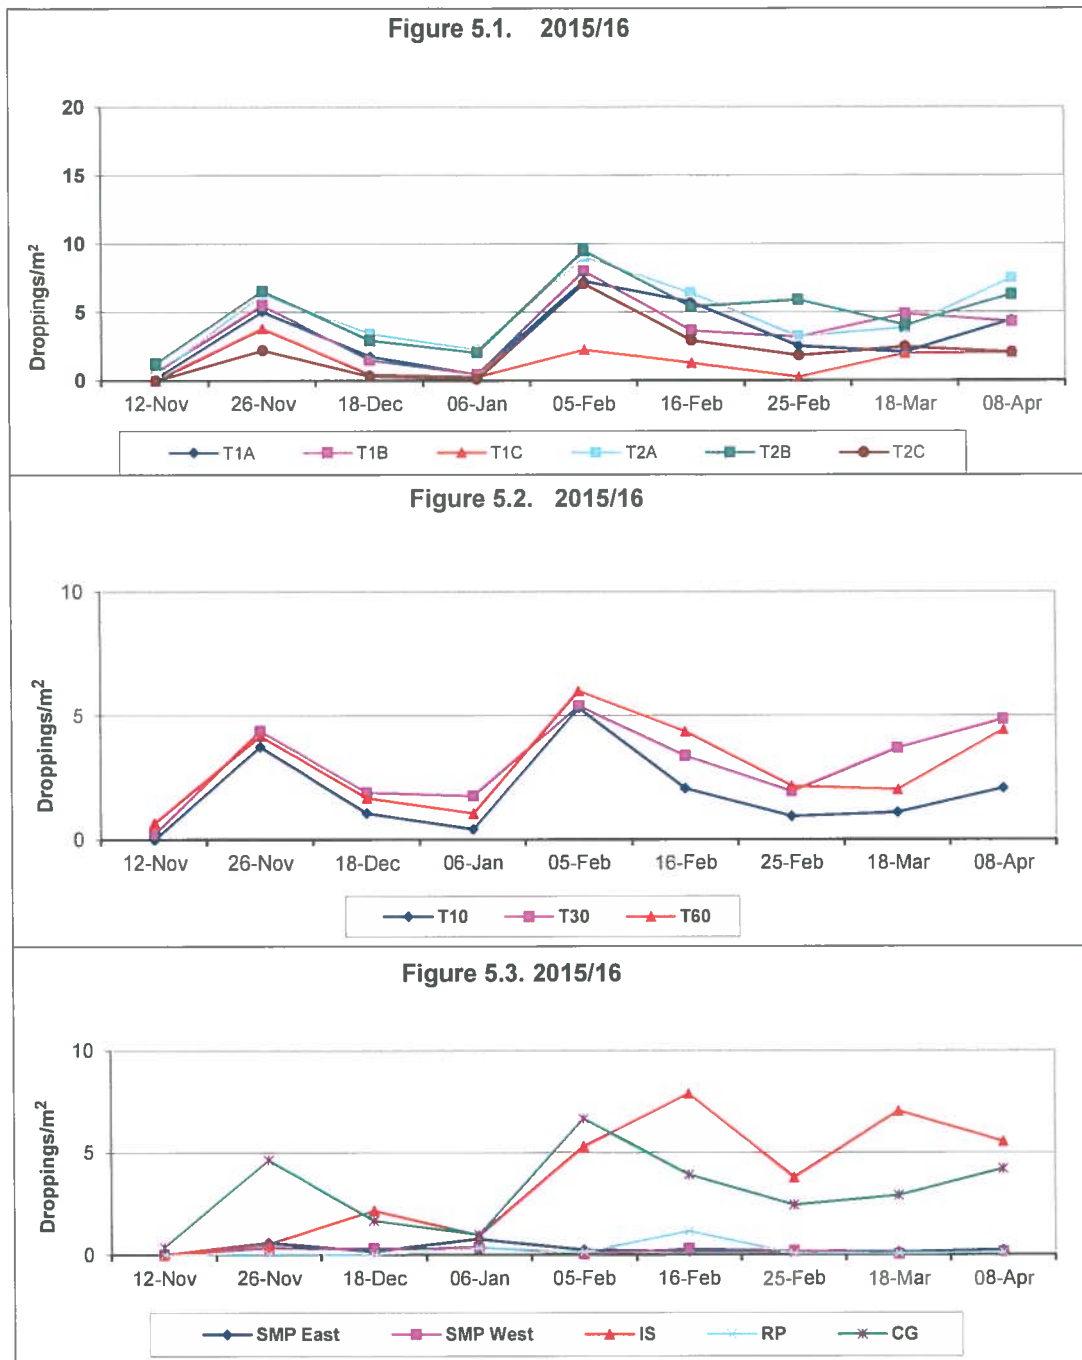 Figure 5.1. 2015/16
Droppings/m²
20
15
10
5
0
12-Nov 26-Nov 18-Dec 06-Jan 05-Feb 16-Feb 25-Feb 18-Mar 08-Apr
T1A T1B T1C T2A T2B T2C
Figure 5.2. 2015/16
Droppings/m²
10
5
0
12-Nov 26-Nov 18-Dec 06-Jan 05-Feb 16-Feb 25-Feb 18-Mar 08-Apr
T10 T30 T60
Figure 5.3. 2015/16
Droppings/m²
10
5
0
12-Nov 26-Nov 18-Dec 06-Jan 05-Feb 16-Feb 25-Feb 18-Mar 08-Apr
SMP East SMP West IS RP CG